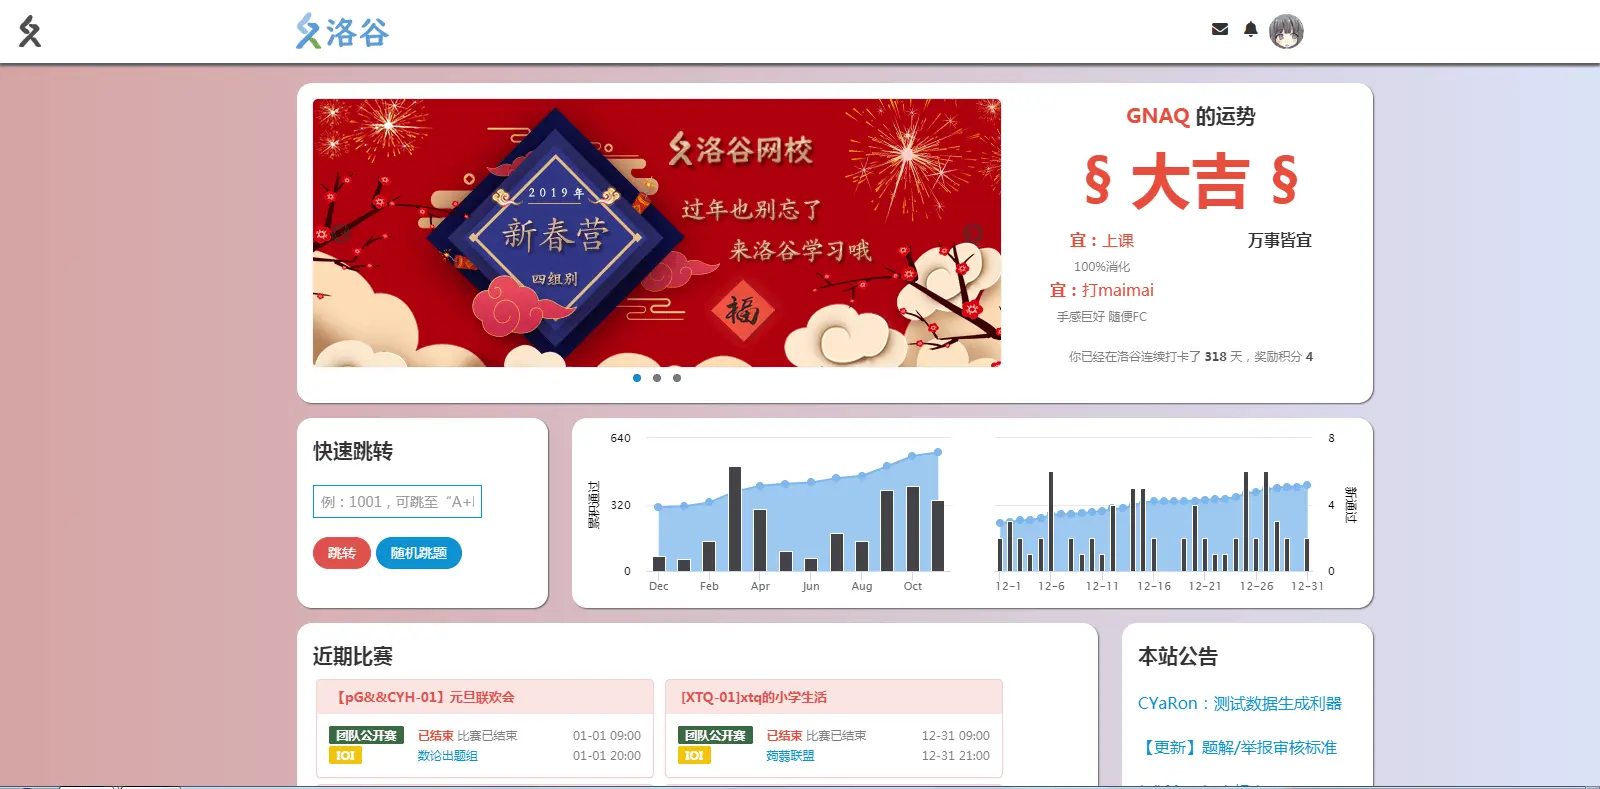 洛谷
2019年
新春营
四组别
洛谷网校
过年也别忘了
来洛谷学习哦
福
GNAQ 的运势
§ 大吉 §
宜：上课
万事皆宜
100%消化
宜：打maimai
手感巨好 随便FC
你已经在洛谷连续打卡了 318 天，奖励积分 4
快速跳转
例：1001，可跳至“A+
跳转
随机跳题
640
320
0
累积通过
Dec
Feb
Apr
Jun
Aug
Oct
8
4
0
新通过
12-1
12-6
12-11
12-16
12-21
12-26
12-31
近期比赛
【pG&&CYH-01】元旦联欢会
团队公开赛 已结束 比赛已结束 01-01 09:00
IOI 数论出题组 01-01 20:00
[XTQ-01]xtq的小学生活
团队公开赛 已结束 比赛已结束 12-31 09:00
IOI 蒟蒻联盟 12-31 21:00
本站公告
CYaRon：测试数据生成利器
【更新】题解/举报审核标准